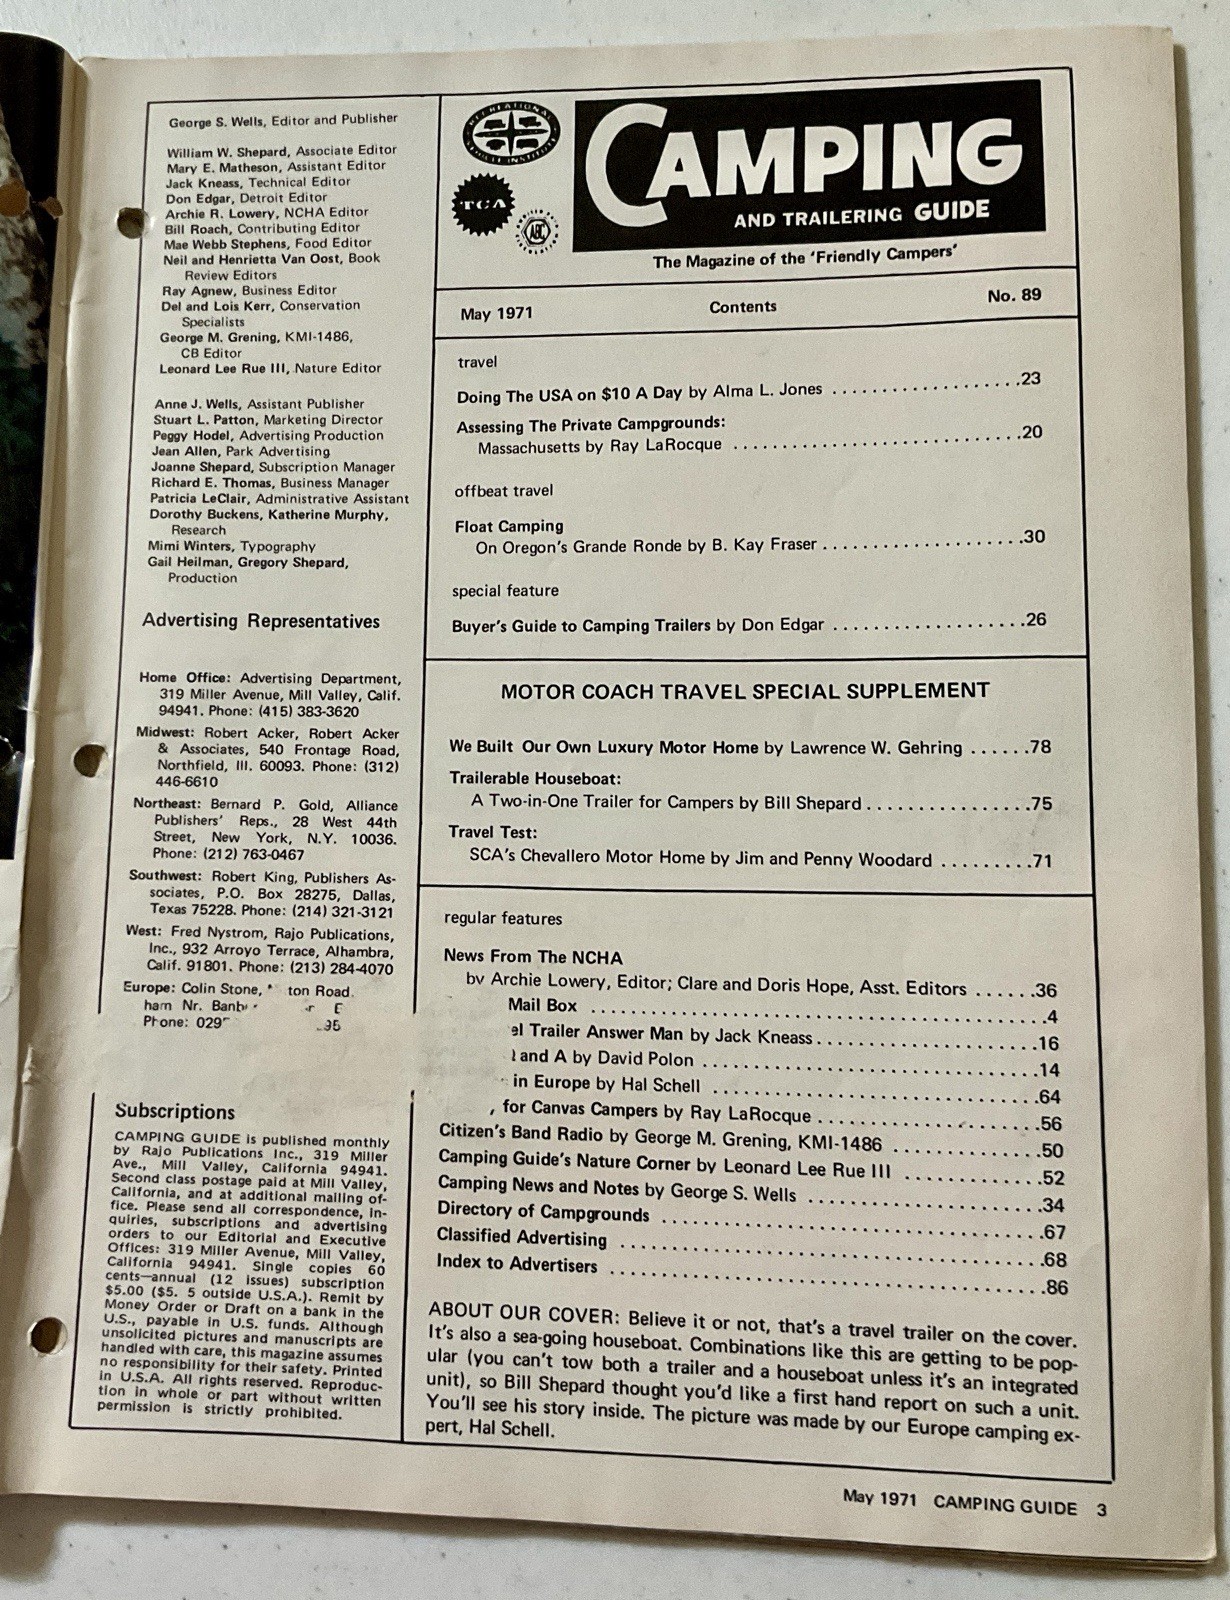 George S. Wells, Editor and Publisher
William W. Shepard, Associate Editor
Mary E. Matheson, Assistant Editor
Jack Kneass, Technical Editor
Don Edgar, Detroit Editor
Archie R. Lowery, NCHA Editor
Bill Roach, Contributing Editor
Mae Webb Stephens, Food Editor
Neil and Henrietta Van Oost, Book
Review Editors
Ray Agnew, Business Editor
Del and Lois Kerr, Conservation
Specialists
George M. Grening, KMI-1486,
CB Editor
Leonard Lee Rue III, Nature Editor
Anne J. Wells, Assistant Publisher
Stuart L. Patton, Marketing Director
Peggy Hodel, Advertising Production
Jean Allen, Park Advertising
Joanne Shepard, Subscription Manager
Richard E. Thomas, Business Manager
Patricia LeClair, Administrative Assistant
Dorothy Buckens, Katherine Murphy,
Research
Mimi Winters, Typography
Gail Heilman, Gregory Shepard,
Production
Advertising Representatives
Home Office: Advertising Department,
319 Miller Avenue, Mill Valley, Calif.
94941. Phone: (415) 383-3620
Midwest: Robert Acker, Robert Acker
& Associates, 540 Frontage Road,
Northfield, Ill. 60093. Phone: (312)
446-6610
Northeast: Bernard P. Gold, Alliance
Publishers' Reps., 28 West 44th
Street, New York, N.Y. 10036.
Phone: (212) 763-0467
Southwest: Robert King, Publishers As-
sociates, P.O. Box 28275, Dallas,
Texas 75228. Phone: (214) 321-3121
West: Fred Nystrom, Rajo Publications,
Inc., 932 Arroyo Terrace, Alhambra,
Calif. 91801. Phone: (213) 284-4070
Europe: Colin Stone, ton Road
ham Nr.
Phone: 029 95
Subscriptions
CAMPING GUIDE is published monthly
by Rajo Publications Inc., 319 Miller
Ave., Mill Valley, California 94941.
Second class postage paid at Mill Valley,
California, and at additional mailing of-
fice. Please send all correspondence, in-
quiries, subscriptions and advertising
orders to our Editorial and Executive
Offices: 319 Miller Avenue, Mill Valley,
California 94941. Single copies 60
cents—annual (12 issues) subscription
$5.00 ($5. 5 outside U.S.A.). Remit by
Money Order or Draft on a bank in the
U.S., payable in U.S. funds. Although
unsolicited pictures and manuscripts are
handled with care, this magazine assumes
no responsibility for their safety. Printed
in U.S.A. All rights reserved. Reproduc-
tion in whole or part without written
permission is strictly prohibited.
RECREATIONAL
VEHICLE INSTITUTE
TCA
ABC
CAMPING
AND TRAILERING GUIDE
The Magazine of the 'Friendly Campers'
May 1971 Contents No. 89
travel
Doing The USA on $10 A Day by Alma L. Jones ....................23
Assessing The Private Campgrounds:
Massachusetts by Ray LaRocque .............................20
offbeat travel
Float Camping
On Oregon's Grande Ronde by B. Kay Fraser ....................30
special feature
Buyer's Guide to Camping Trailers by Don Edgar ...................26
MOTOR COACH TRAVEL SPECIAL SUPPLEMENT
We Built Our Own Luxury Motor Home by Lawrence W. Gehring ......78
Trailerable Houseboat:
A Two-in-One Trailer for Campers by Bill Shepard ................75
Travel Test:
SCA's Chevallero Motor Home by Jim and Penny Woodard .........71
regular features
News From The NCHA
by Archie Lowery, Editor; Clare and Doris Hope, Asst. Editors ......36
Mail Box .............................................4
el Trailer Answer Man by Jack Kneass ......................16
and A by David Polon .................................14
in Europe by Hal Schell ................................64
for Canvas Campers by Ray LaRocque ......................56
Citizen's Band Radio by George M. Grening, KMI-1486 ..............50
Camping Guide's Nature Corner by Leonard Lee Rue III .............52
Camping News and Notes by George S. Wells ......................34
Directory of Campgrounds .....................................67
Classified Advertising .........................................68
Index to Advertisers ..........................................86
ABOUT OUR COVER: Believe it or not, that's a travel trailer on the cover.
It's also a sea-going houseboat. Combinations like this are getting to be pop-
ular (you can't tow both a trailer and a houseboat unless it's an integrated
unit), so Bill Shepard thought you'd like a first hand report on such a unit.
You'll see his story inside. The picture was made by our Europe camping ex-
pert, Hal Schell.
May 1971 CAMPING GUIDE 3